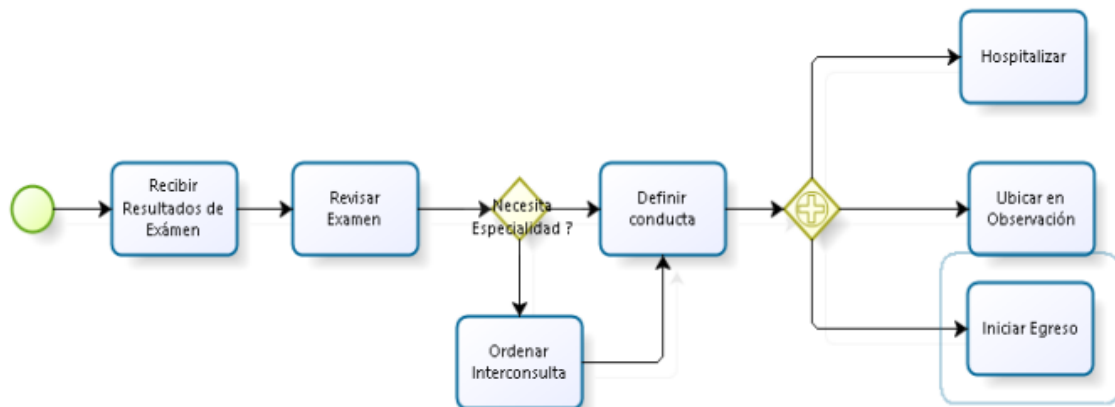 Hospitalizar
Recibir
Resultados de
Exámen
Revisar
Examen
Necesita
Especialidad ?
Definir
conducta
Ubicar en
Observación
Ordenar
Interconsulta
Iniciar Egreso